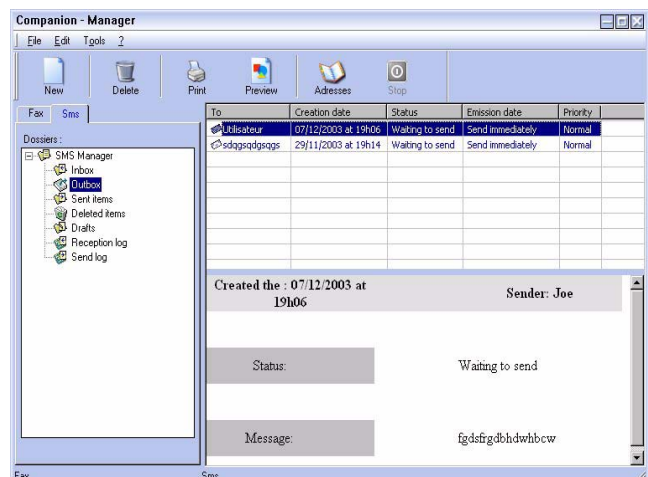 Companion - Manager
File Edit Tools ?
New Delete Print Preview Adresses Stop
Fax Sms
Dossiers :
SMS Manager
Inbox
Outbox
Sent items
Deleted items
Drafts
Reception log
Send log
To Creation date Status Emission date Priority
Utilisateur 07/12/2003 at 19h06 Waiting to send Send immediately Normal
sdqgsqdgsqgs 29/11/2003 at 19h14 Waiting to send Send immediately Normal
Created the : 07/12/2003 at
19h06
Sender: Joe
Status: Waiting to send
Message: fgdsfrgdbhdwhbcw
Fax Sms